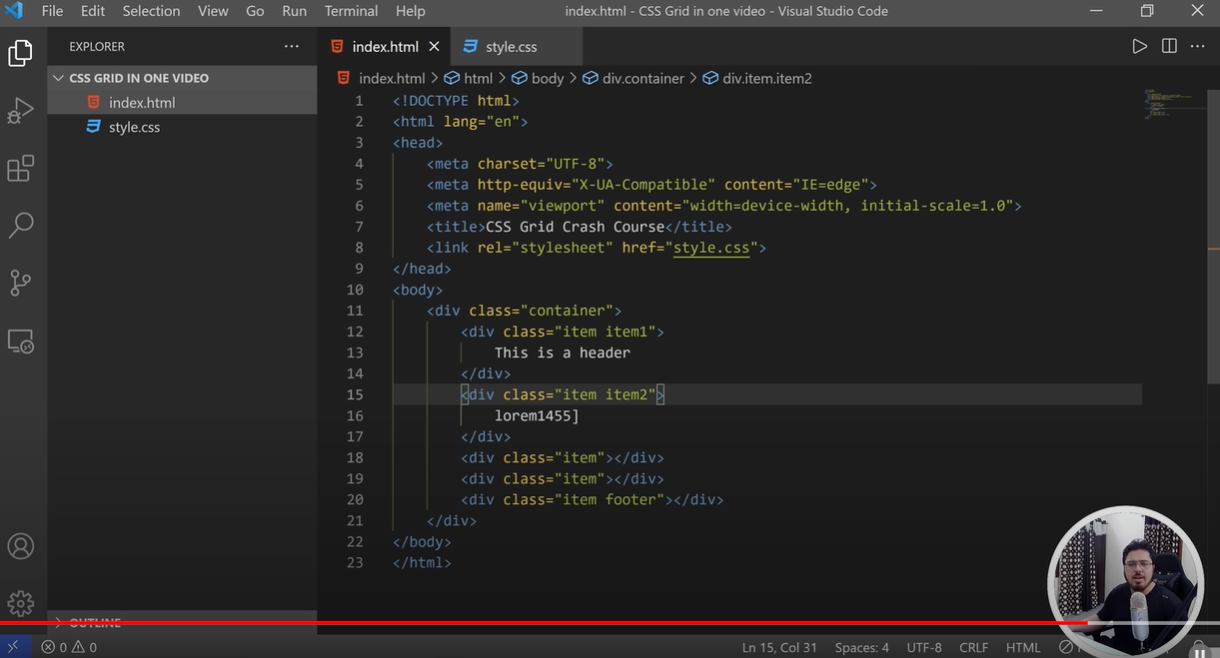 File Edit Selection View Go Run Terminal Help index.html - CSS Grid in one video - Visual Studio Code
EXPLORER
CSS GRID IN ONE VIDEO
index.html
style.css
OUTLINE
index.html style.css
index.html > html > body > div.container > div.item.item2
1 <!DOCTYPE html>
2 <html lang="en">
3 <head>
4 <meta charset="UTF-8">
5 <meta http-equiv="X-UA-Compatible" content="IE=edge">
6 <meta name="viewport" content="width=device-width, initial-scale=1.0">
7 <title>CSS Grid Crash Course</title>
8 <link rel="stylesheet" href="style.css">
9 </head>
10 <body>
11 <div class="container">
12 <div class="item item1">
13 This is a header
14 </div>
15 <div class="item item2">
16 lorem1455]
17 </div>
18 <div class="item"></div>
19 <div class="item"></div>
20 <div class="item footer"></div>
21 </div>
22 </body>
23 </html>
0 0 Ln 15, Col 31 Spaces: 4 UTF-8 CRLF HTML